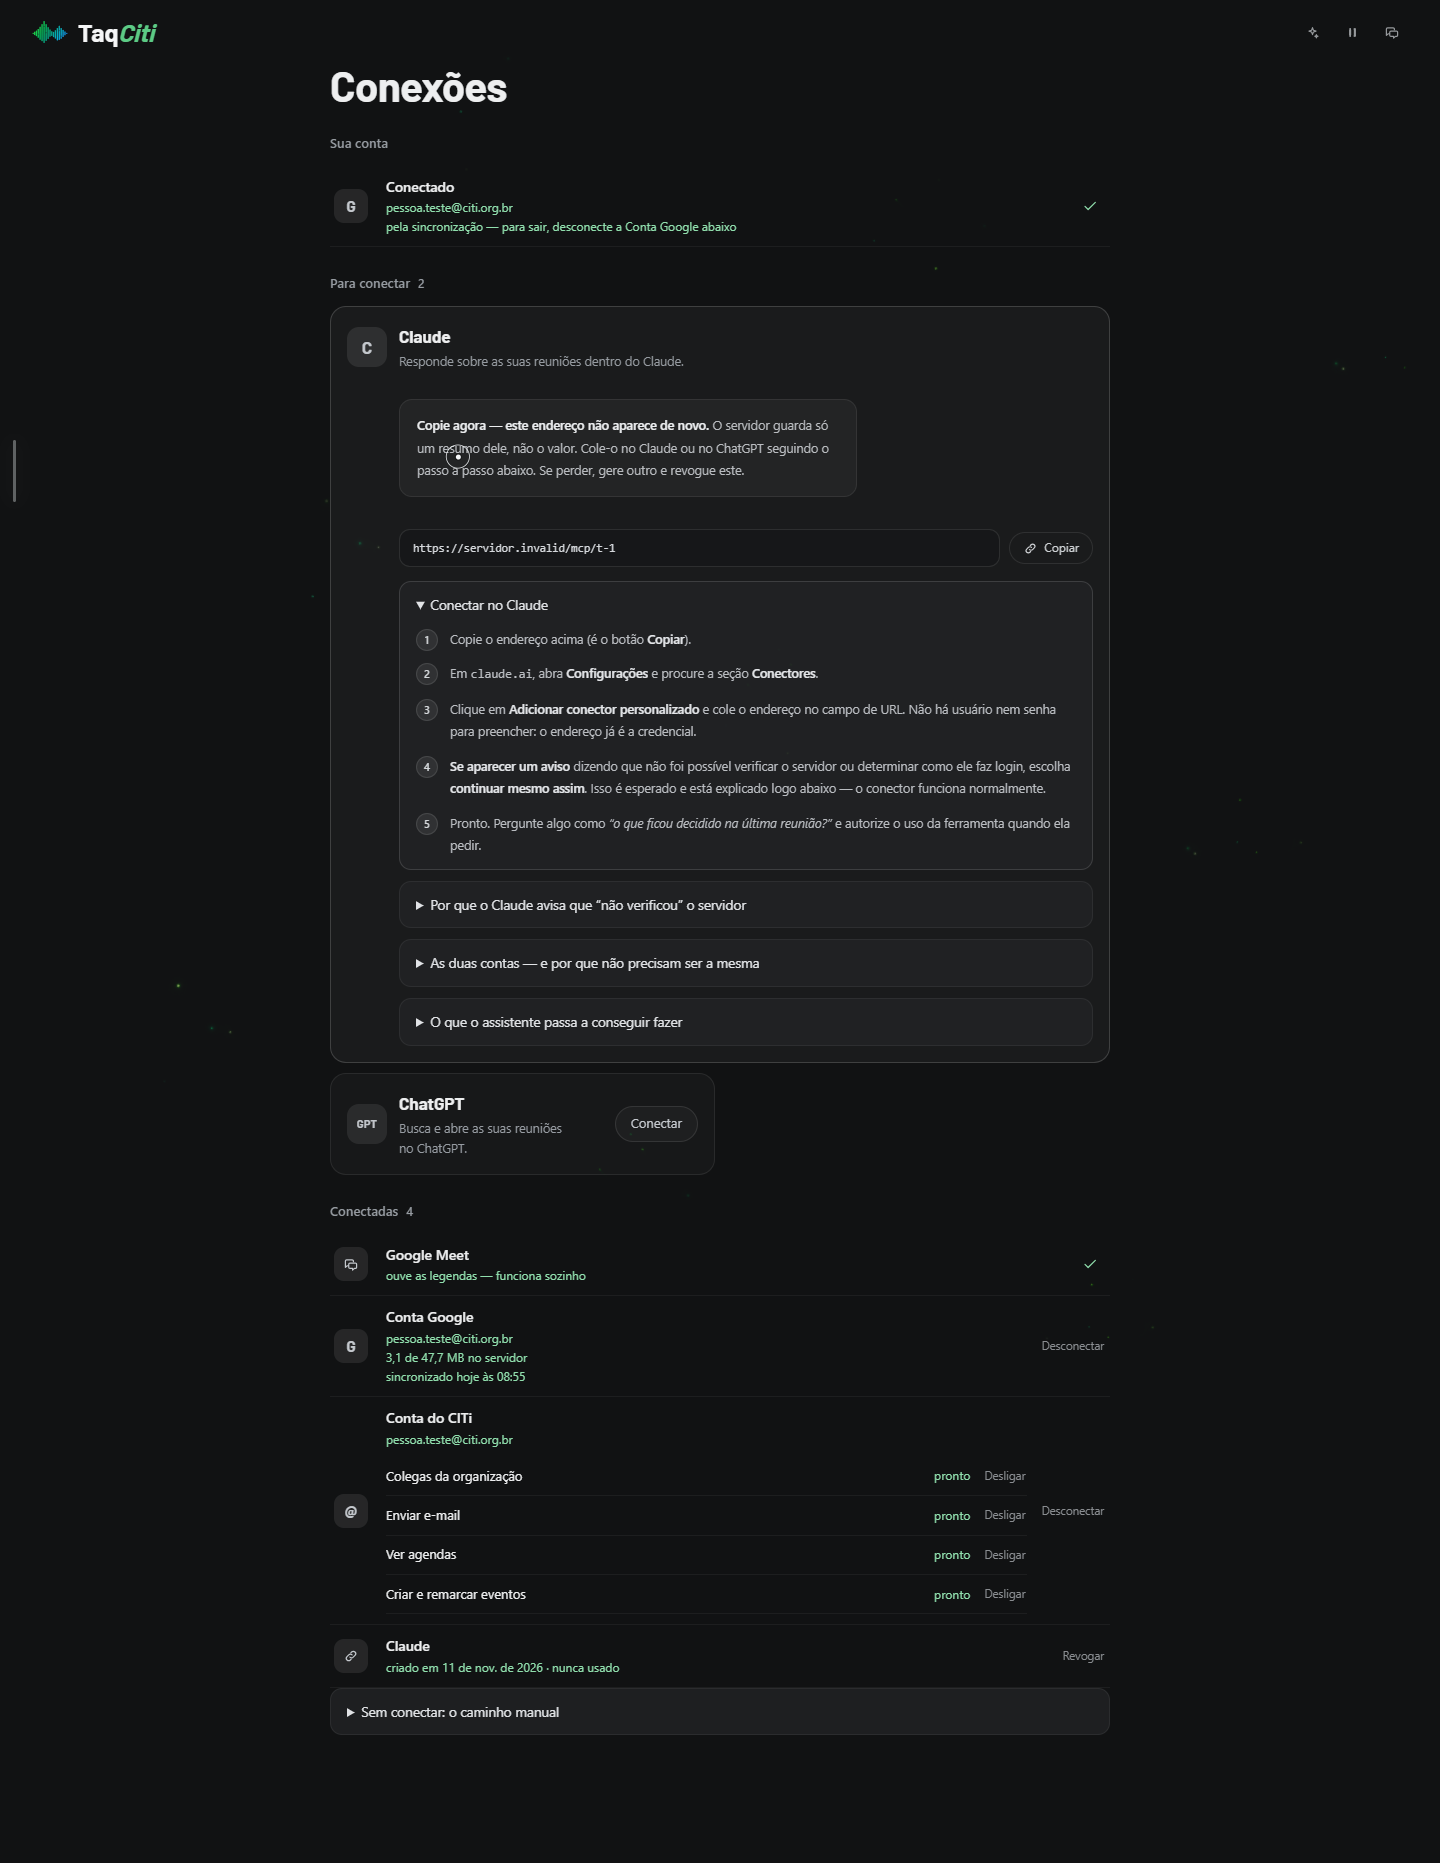 TaqCiti
Conexões
Sua conta
G
Conectado
pessoa.teste@citi.org.br
pela sincronização — para sair, desconecte a Conta Google abaixo
Para conectar 2
C
Claude
Responde sobre as suas reuniões dentro do Claude.
Copie agora — este endereço não aparece de novo. O servidor guarda só
um resumo dele, não o valor. Cole-o no Claude ou no ChatGPT seguindo o
passo a passo abaixo. Se perder, gere outro e revogue este.
https://servidor.invalid/mcp/t-1
Copiar
Conectar no Claude
1 Copie o endereço acima (é o botão Copiar).
2 Em claude.ai, abra Configurações e procure a seção Conectores.
3 Clique em Adicionar conector personalizado e cole o endereço no campo de URL. Não há usuário nem senha
para preencher: o endereço já é a credencial.
4 Se aparecer um aviso dizendo que não foi possível verificar o servidor ou determinar como ele faz login, escolha
continuar mesmo assim. Isso é esperado e está explicado logo abaixo — o conector funciona normalmente.
5 Pronto. Pergunte algo como “o que ficou decidido na última reunião?” e autorize o uso da ferramenta quando ela
pedir.
Por que o Claude avisa que “não verificou” o servidor
As duas contas — e por que não precisam ser a mesma
O que o assistente passa a conseguir fazer
GPT
ChatGPT
Busca e abre as suas reuniões
no ChatGPT.
Conectar
Conectadas 4
Google Meet
ouve as legendas — funciona sozinho
G
Conta Google
pessoa.teste@citi.org.br
3,1 de 47,7 MB no servidor
sincronizado hoje às 08:55
Desconectar
@
Conta do CITi
pessoa.teste@citi.org.br
Colegas da organização pronto Desligar
Enviar e-mail pronto Desligar
Ver agendas pronto Desligar
Criar e remarcar eventos pronto Desligar
Desconectar
Claude
criado em 11 de nov. de 2026 · nunca usado
Revogar
Sem conectar: o caminho manual